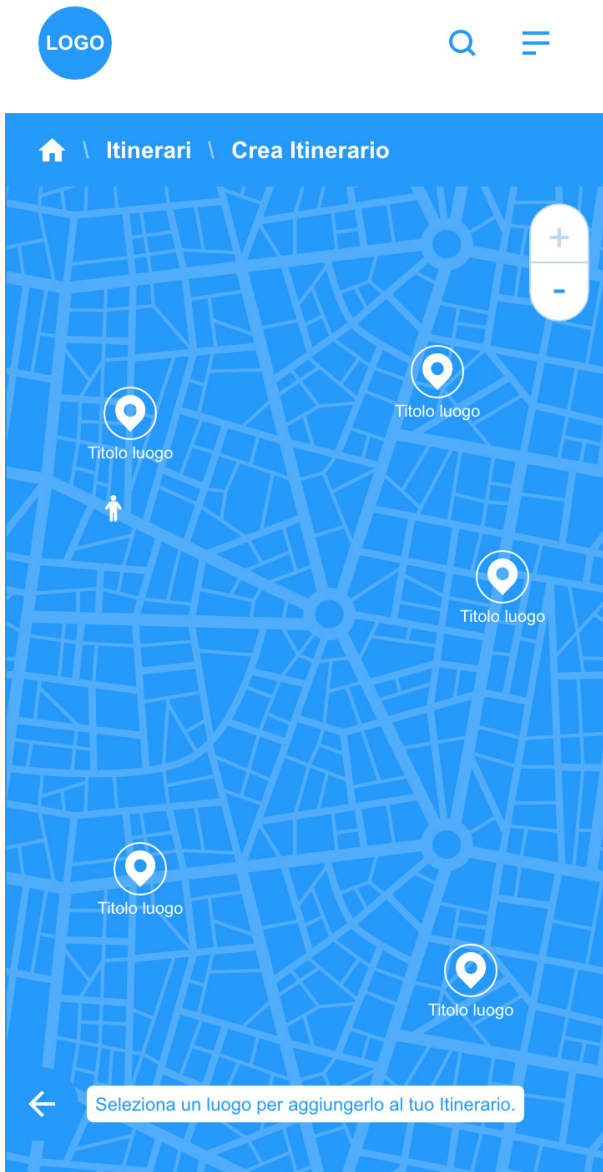 LOGO
\ Itinerari \ Crea Itinerario
+
-
Titolo luogo
Titolo luogo
Titolo luogo
Titolo luogo
Titolo luogo
Seleziona un luogo per aggiungerlo al tuo Itinerario.